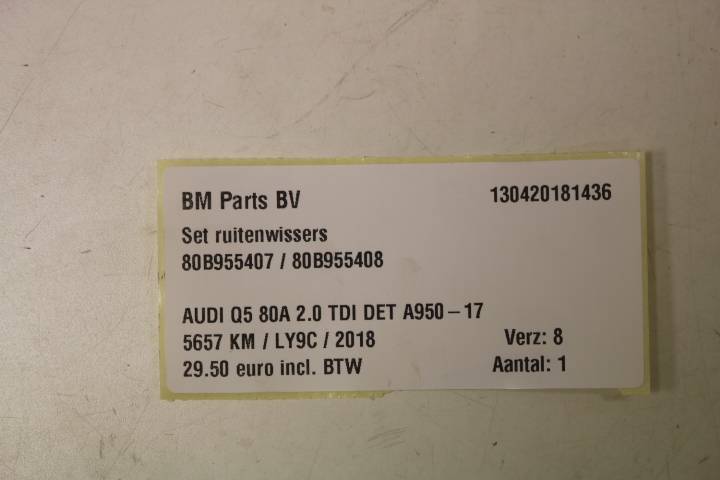 BM Parts BV 130420181436
Set ruitenwissers
80B955407 / 80B955408
AUDI Q5 80A 2.0 TDI DET A950-17
5657 KM / LY9C / 2018 Verz: 8
29.50 euro incl. BTW Aantal: 1